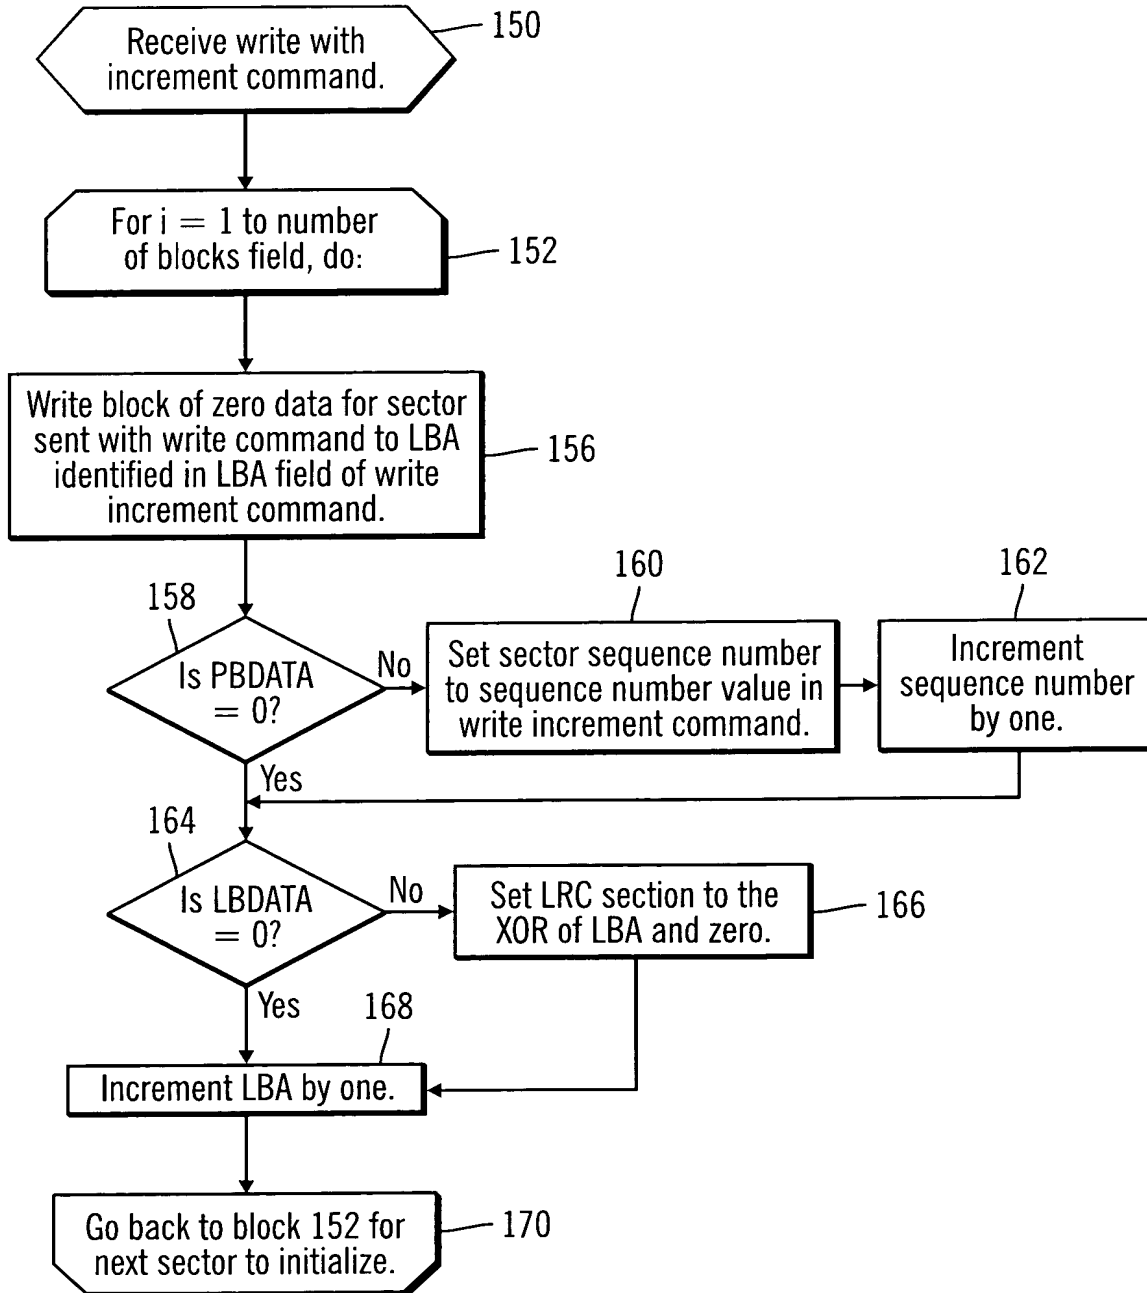 Receive write with
increment command.
150
For i = 1 to number
of blocks field, do:
152
Write block of zero data for sector
sent with write command to LBA
identified in LBA field of write
increment command.
156
158
Is PBDATA
= 0?
No
Yes
160
Set sector sequence number
to sequence number value in
write increment command.
162
Increment
sequence number
by one.
164
Is LBDATA
= 0?
No
Yes
Set LRC section to the
XOR of LBA and zero.
166
168
Increment LBA by one.
Go back to block 152 for
next sector to initialize.
170